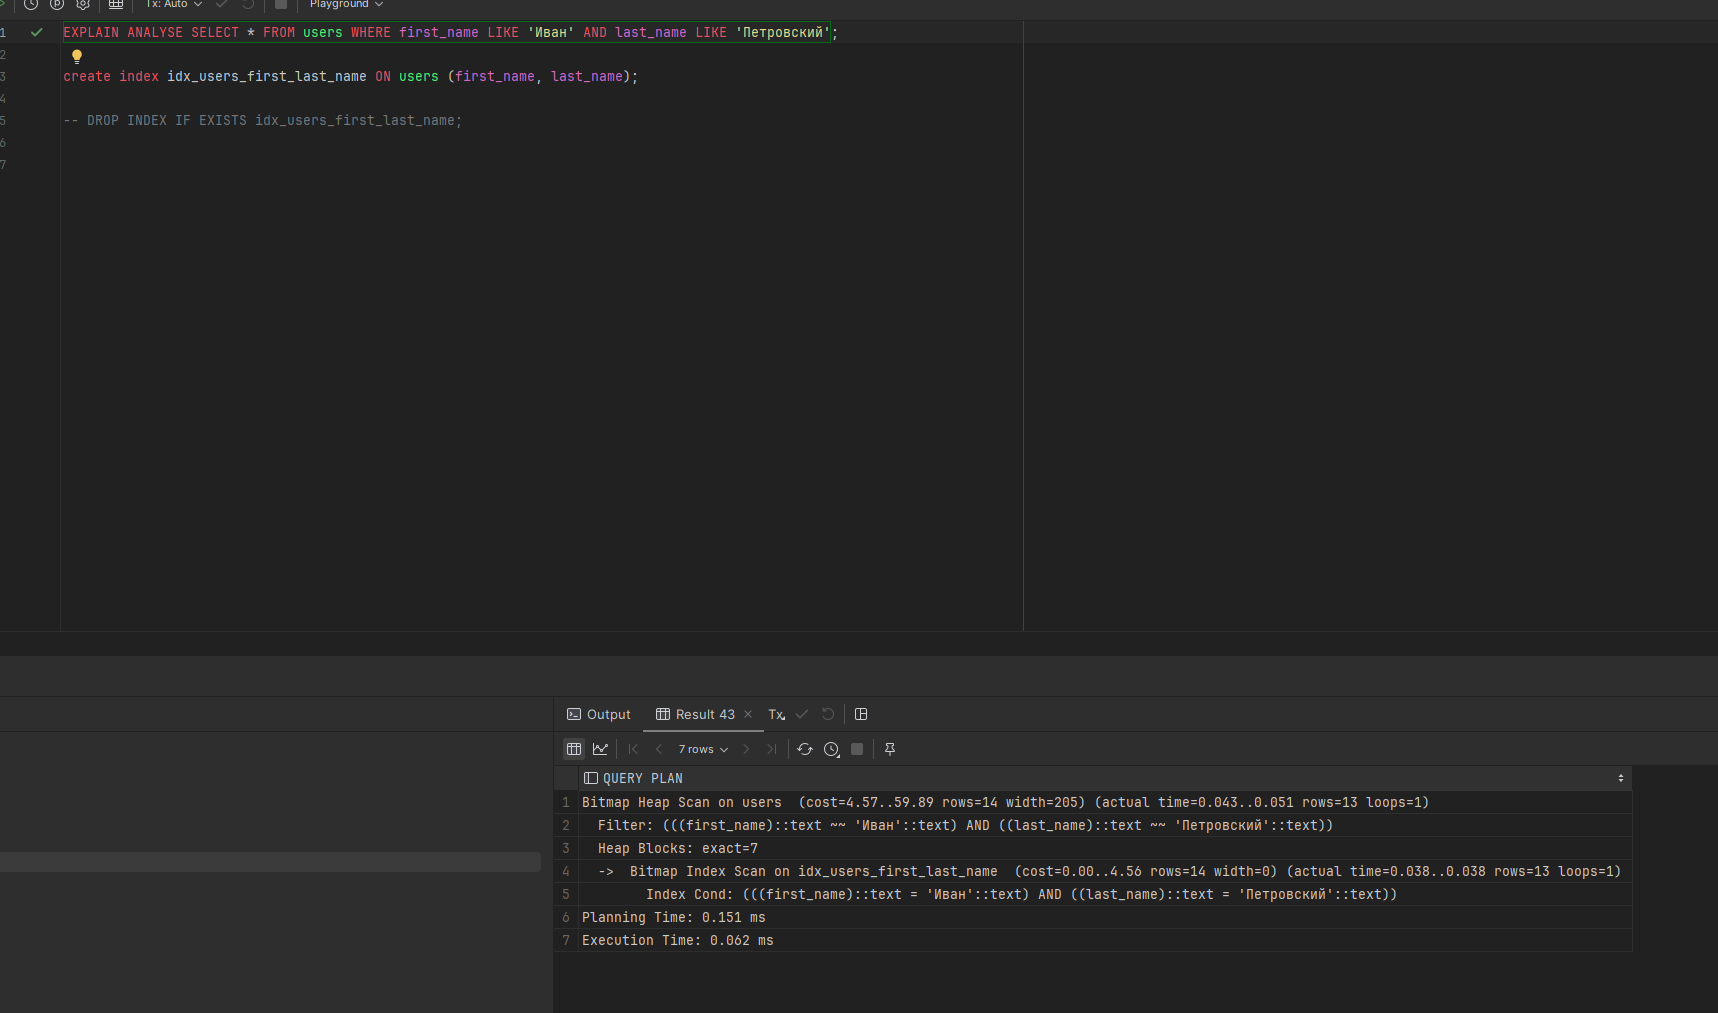 Tx: Auto Playground
1 EXPLAIN ANALYSE SELECT * FROM users WHERE first_name LIKE 'Иван' AND last_name LIKE 'Петровский';
2
3 create index idx_users_first_last_name ON users (first_name, last_name);
4
5 -- DROP INDEX IF EXISTS idx_users_first_last_name;
6
7
Output Result 43 Tx
7 rows
QUERY PLAN
1 Bitmap Heap Scan on users (cost=4.57..59.89 rows=14 width=205) (actual time=0.043..0.051 rows=13 loops=1)
2 Filter: (((first_name)::text ~~ 'Иван'::text) AND ((last_name)::text ~~ 'Петровский'::text))
3 Heap Blocks: exact=7
4 -> Bitmap Index Scan on idx_users_first_last_name (cost=0.00..4.56 rows=14 width=0) (actual time=0.038..0.038 rows=13 loops=1)
5 Index Cond: (((first_name)::text = 'Иван'::text) AND ((last_name)::text = 'Петровский'::text))
6 Planning Time: 0.151 ms
7 Execution Time: 0.062 ms